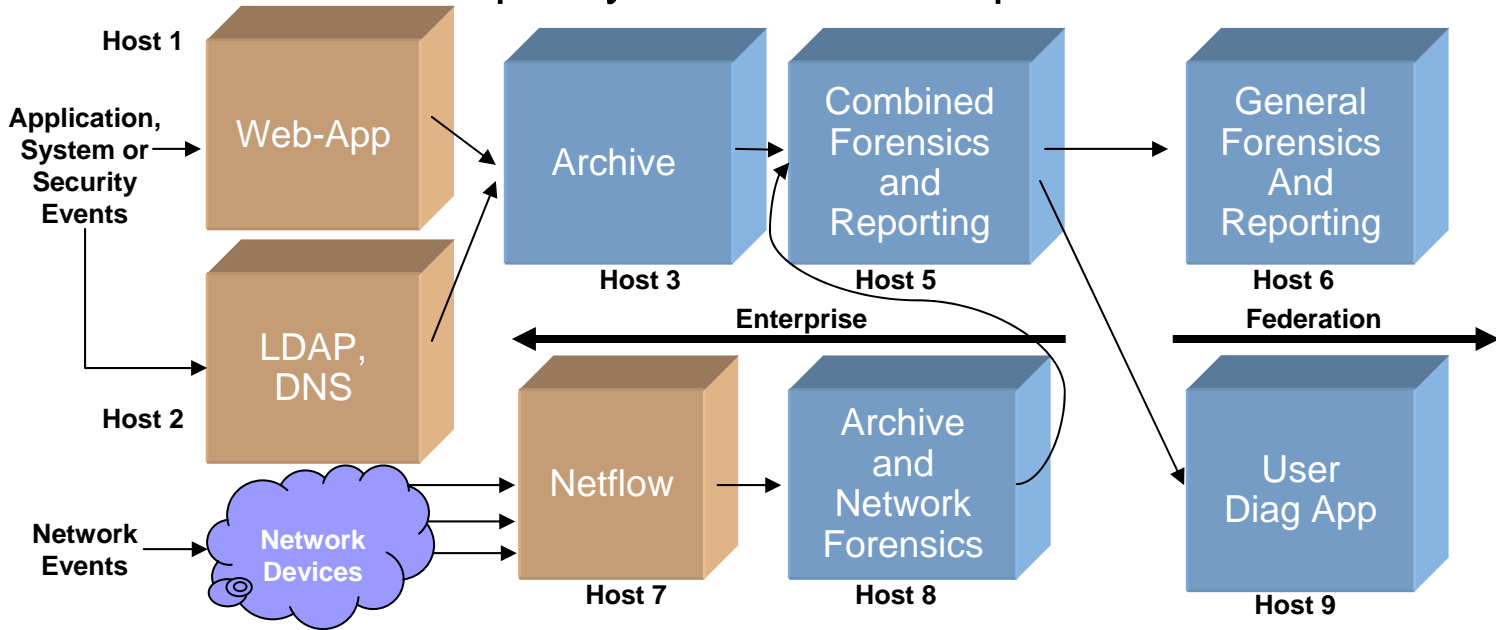 Host 1
Application,
System or
Security
Events
Web-App
Archive
Combined
Forensics
and
Reporting
General
Forensics
And
Reporting
Host 3
Host 5
Host 6
LDAP,
DNS
Host 2
Enterprise
Federation
Network
Events
Network
Devices
Netflow
Archive
and
Network
Forensics
User
Diag App
Host 7
Host 8
Host 9